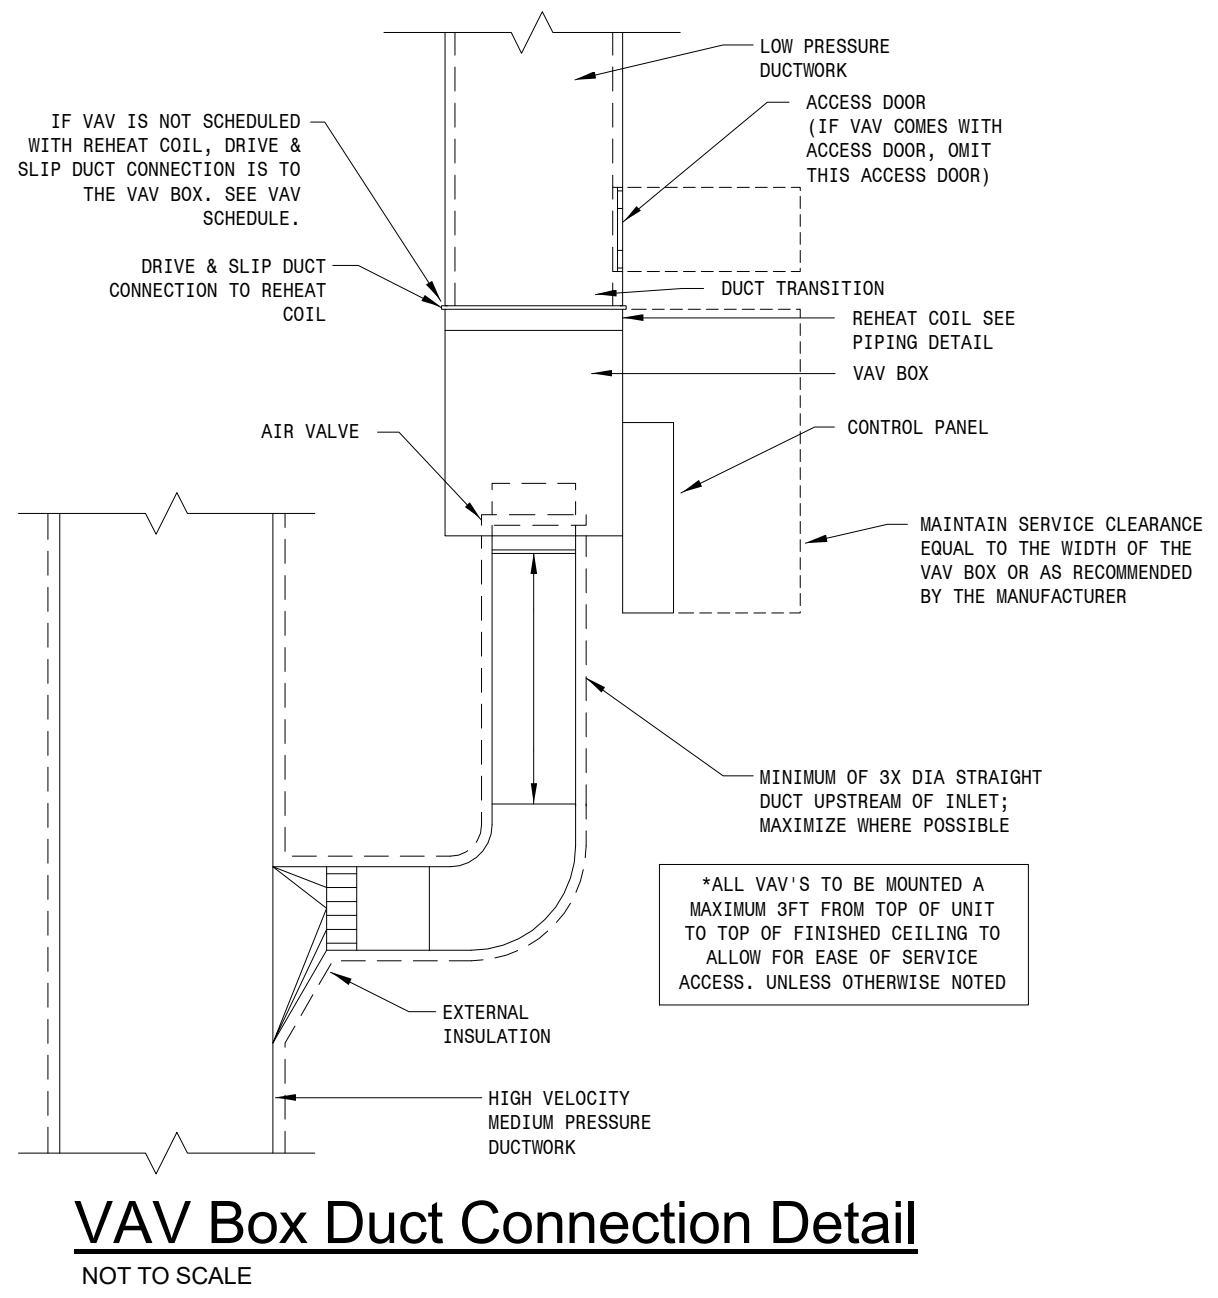 LOW PRESSURE
DUCTWORK
ACCESS DOOR
(IF VAV COMES WITH
ACCESS DOOR, OMIT
THIS ACCESS DOOR)
IF VAV IS NOT SCHEDULED
WITH REHEAT COIL, DRIVE &
SLIP DUCT CONNECTION IS TO
THE VAV BOX. SEE VAV
SCHEDULE.
DRIVE & SLIP DUCT
CONNECTION TO REHEAT
COIL
DUCT TRANSITION
REHEAT COIL SEE
PIPING DETAIL
VAV BOX
AIR VALVE
CONTROL PANEL
MAINTAIN SERVICE CLEARANCE
EQUAL TO THE WIDTH OF THE
VAV BOX OR AS RECOMMENDED
BY THE MANUFACTURER
MINIMUM OF 3X DIA STRAIGHT
DUCT UPSTREAM OF INLET;
MAXIMIZE WHERE POSSIBLE
*ALL VAV'S TO BE MOUNTED A
MAXIMUM 3FT FROM TOP OF UNIT
TO TOP OF FINISHED CEILING TO
ALLOW FOR EASE OF SERVICE
ACCESS. UNLESS OTHERWISE NOTED
EXTERNAL
INSULATION
HIGH VELOCITY
MEDIUM PRESSURE
DUCTWORK
VAV Box Duct Connection Detail
NOT TO SCALE